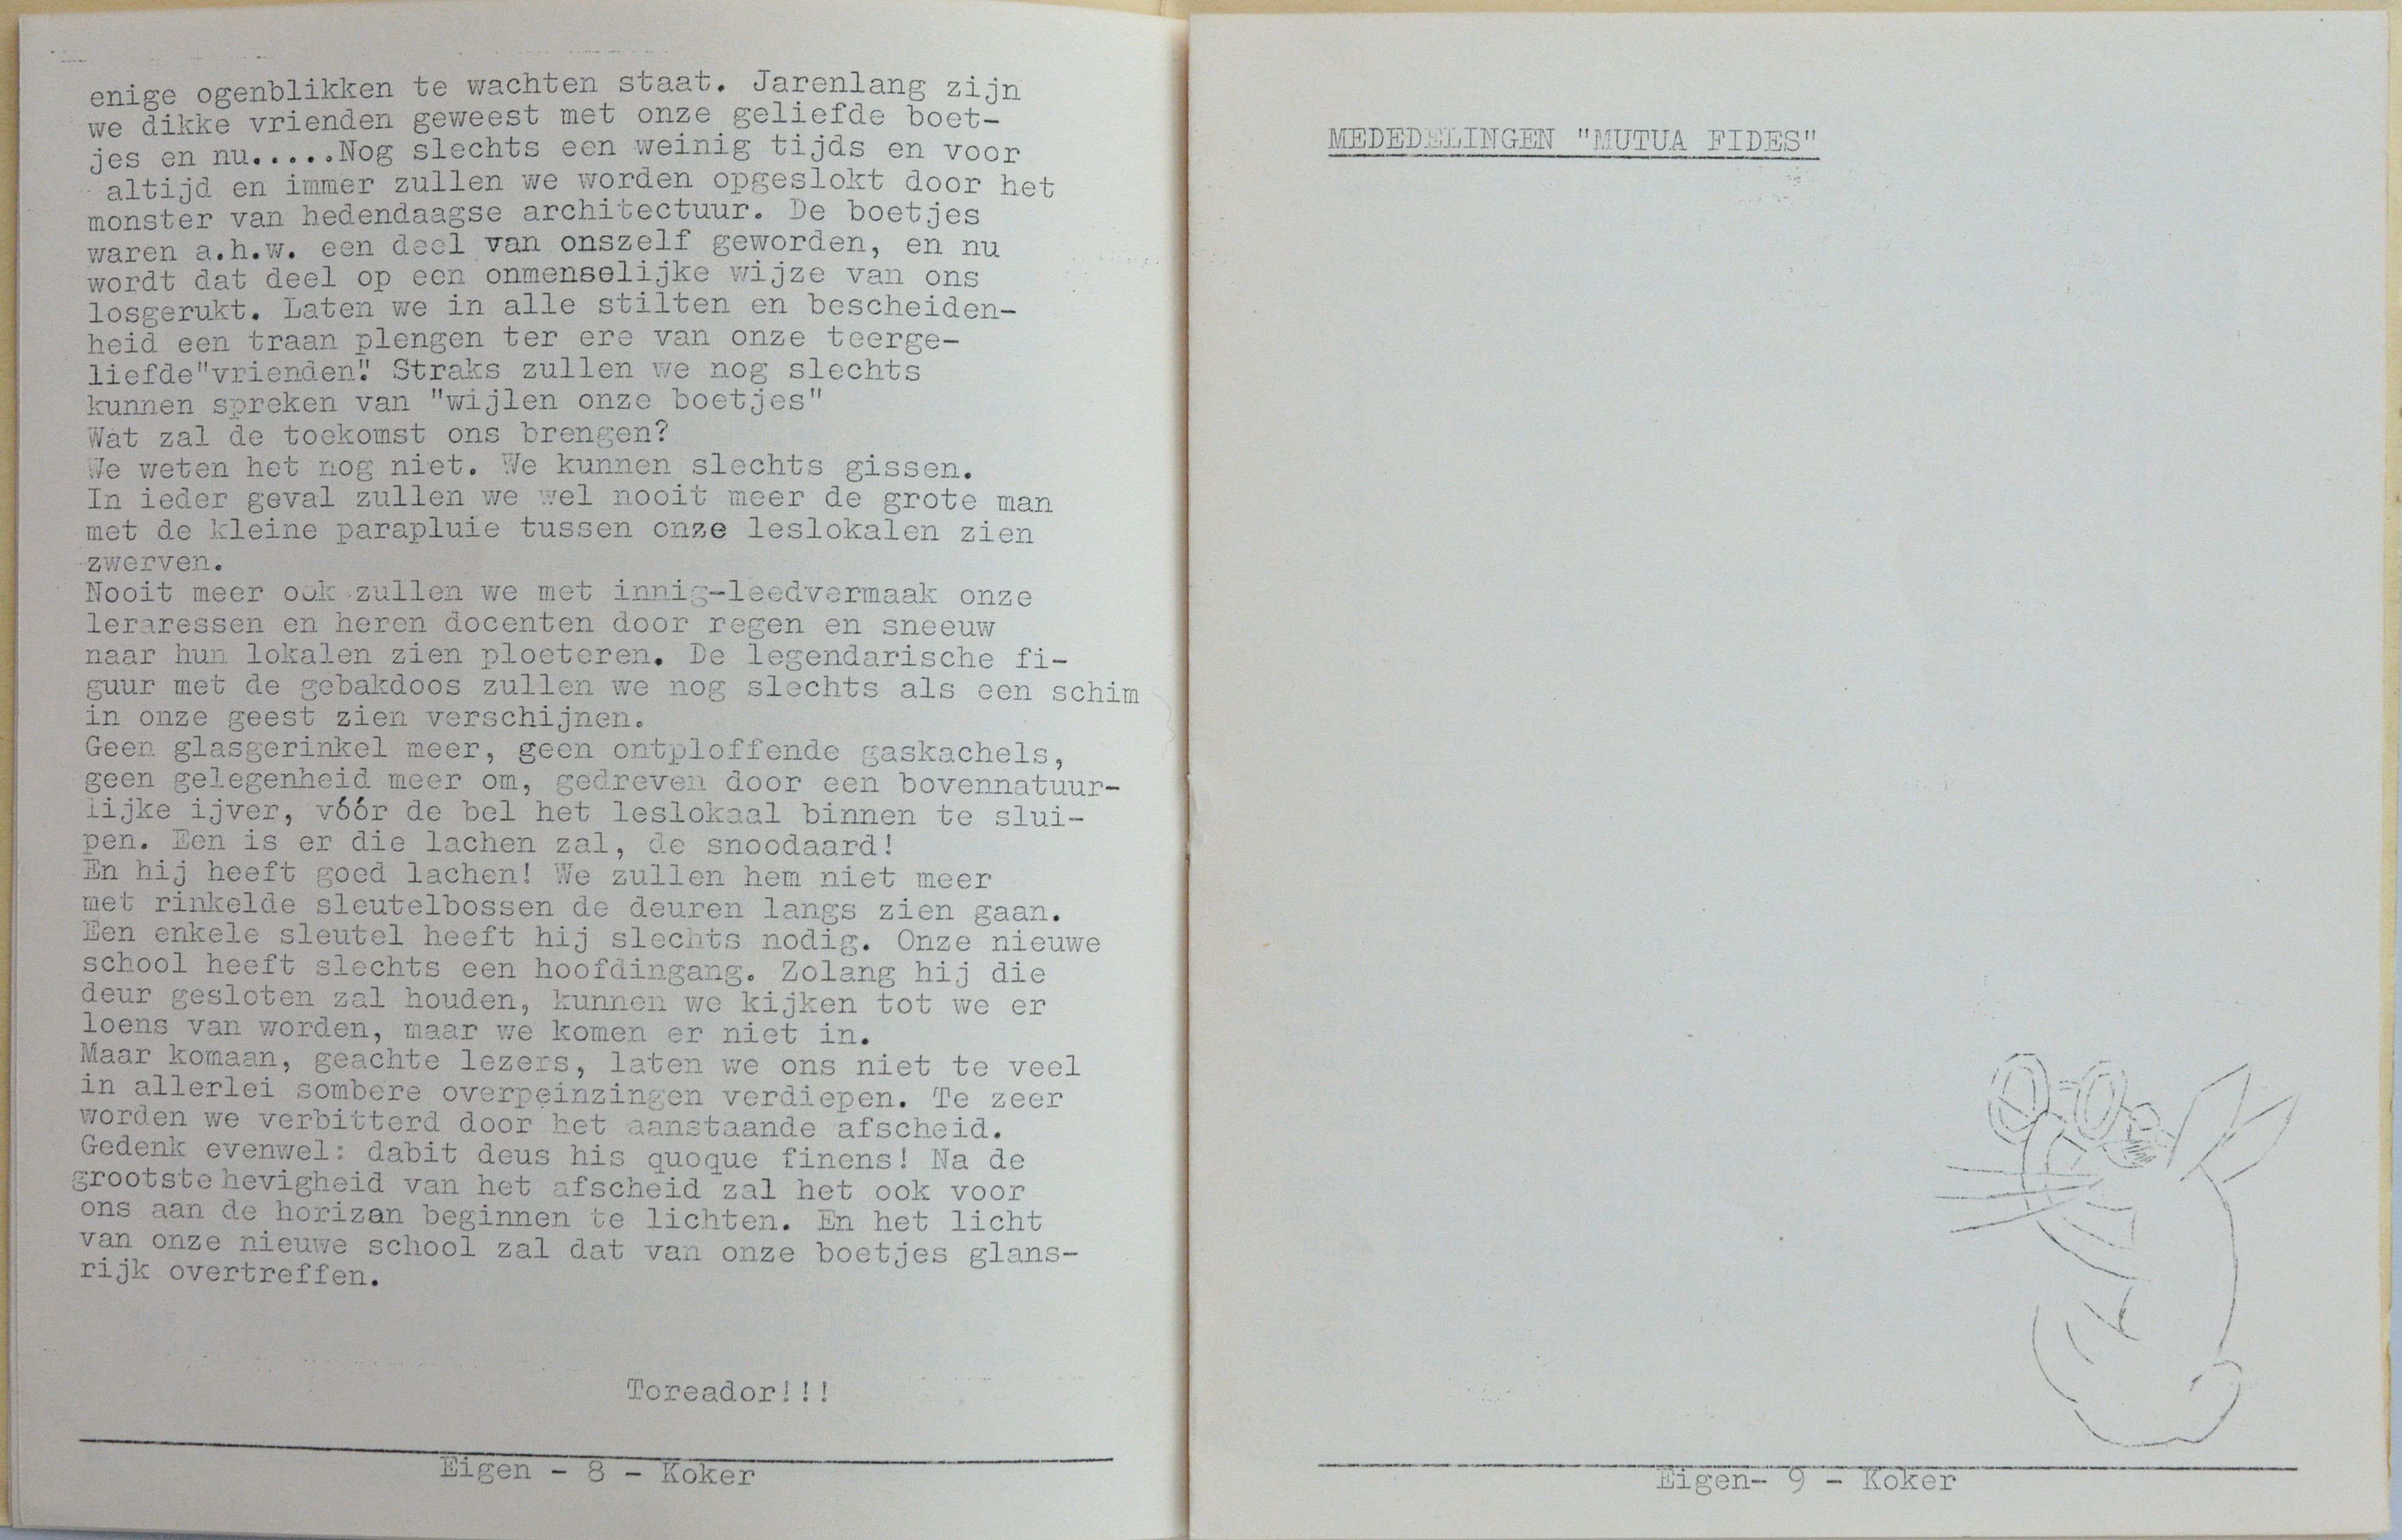 enige ogenblikken te wachten staat. Jarenlang zijn
we dikke vrienden geweest met onze geliefde boet-
jes en nu.....Nog slechts een weinig tijds en voor
altijd en immer zullen we worden opgeslokt door het
monster van hedendaagse architectuur. De boetjes
waren a.h.w. een deel van onszelf geworden, en nu
wordt dat deel op een onmenselijke wijze van ons
losgerukt. Laten we in alle stilten en bescheiden-
heid een traan plengen ter ere van onze teerge-
liefde"vrienden". Straks zullen we nog slechts
kunnen spreken van "wijlen onze boetjes"
Wat zal de toekomst ons brengen?
We weten het nog niet. We kunnen slechts gissen.
In ieder geval zullen we wel nooit meer de grote man
met de kleine parapluie tussen onze leslokalen zien
zwerven.
Nooit meer ook zullen we met innig-leedvermaak onze
leraressen en heren docenten door regen en sneeuw
naar hun lokalen zien ploeteren. De legendarische fi-
guur met de gebakdoos zullen we nog slechts als een schim
in onze geest zien verschijnen.
Geen glasgerinkel meer, geen ontploffende gaskachels,
geen gelegenheid meer om, gedreven door een bovennatuur-
lijke ijver, vóór de bel het leslokaal binnen te slui-
pen. Een is er die lachen zal, de snoodaard!
En hij heeft goed lachen! We zullen hem niet meer
met rinkelde sleutelbossen de deuren langs zien gaan.
Een enkele sleutel heeft hij slechts nodig. Onze nieuwe
school heeft slechts een hoofdingang. Zolang hij die
deur gesloten zal houden, kunnen we kijken tot we er
loens van worden, maar we komen er niet in.
Maar komaan, geachte lezers, laten we ons niet te veel
in allerlei sombere overpeinzingen verdiepen. Te zeer
worden we verbitterd door het aanstaande afscheid.
Gedenk evenwel: dabit deus his quoque finens! Na de
grootste hevigheid van het afscheid zal het ook voor
ons aan de horizan beginnen te lichten. En het licht
van onze nieuwe school zal dat van onze boetjes glans-
rijk overtreffen.
Toreador!!!
Eigen - 8 - Koker
MEDEDELINGEN "MUTUA FIDES"
Eigen- 9 - Koker